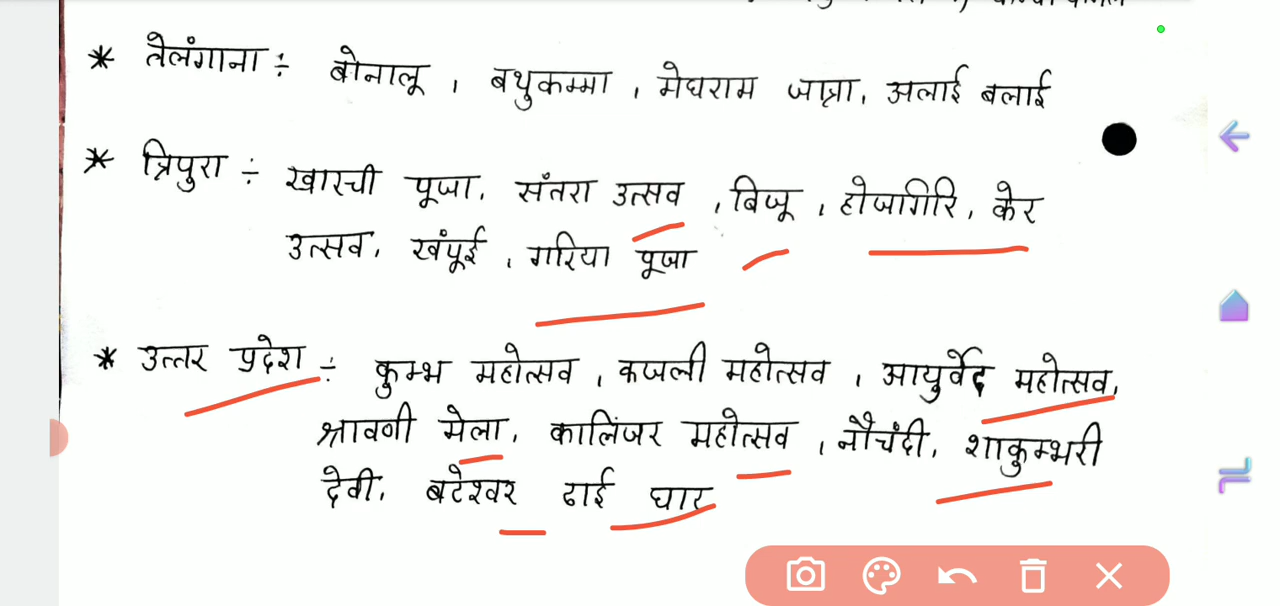 * तेलंगाना ÷ बोनालू, बथुकम्मा, मेघराम जात्रा, अलाई बलाई
* त्रिपुरा ÷ खारची पूजा, संतरा उत्सव, बिजू, होजागिरि, केर
उत्सव, खंपूई, गरिया पूजा
* उत्तर प्रदेश ÷ कुम्भ महोत्सव, कजली महोत्सव, आयुर्वेद महोत्सव,
श्रावणी मेला, कालिंजर महोत्सव, नौचंदी, शाकुम्भरी
देवी, बटेश्वर ढाई घार